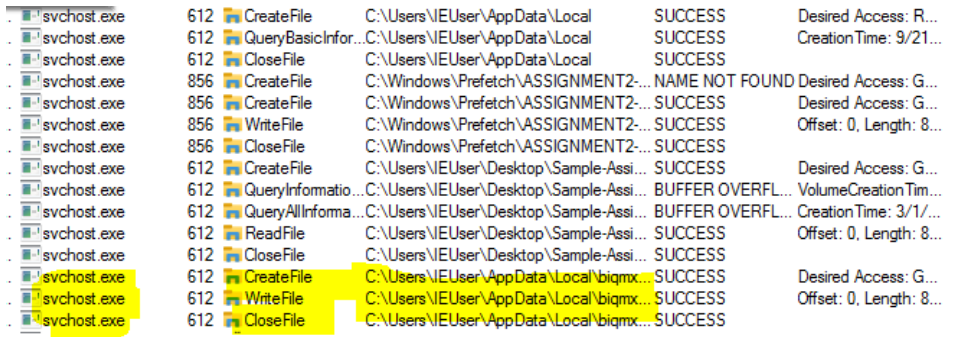 svchost.exe 612 CreateFile C:\Users\IEUser\AppData\Local SUCCESS Desired Access: R...
svchost.exe 612 QueryBasicInfor...C:\Users\IEUser\AppData\Local SUCCESS CreationTime: 9/21...
svchost.exe 612 CloseFile C:\Users\IEUser\AppData\Local SUCCESS
svchost.exe 856 CreateFile C:\Windows\Prefetch\ASSIGNMENT2-... NAME NOT FOUND Desired Access: G...
svchost.exe 856 CreateFile C:\Windows\Prefetch\ASSIGNMENT2-... SUCCESS Desired Access: G...
svchost.exe 856 WriteFile C:\Windows\Prefetch\ASSIGNMENT2-... SUCCESS Offset: 0, Length: 8...
svchost.exe 856 CloseFile C:\Windows\Prefetch\ASSIGNMENT2-... SUCCESS
svchost.exe 612 CreateFile C:\Users\IEUser\Desktop\Sample-Assi... SUCCESS Desired Access: G...
svchost.exe 612 QueryInformatio...C:\Users\IEUser\Desktop\Sample-Assi... BUFFER OVERFL... VolumeCreationTim...
svchost.exe 612 QueryAllInforma...C:\Users\IEUser\Desktop\Sample-Assi... BUFFER OVERFL... CreationTime: 3/1/...
svchost.exe 612 ReadFile C:\Users\IEUser\Desktop\Sample-Assi... SUCCESS Offset: 0, Length: 8...
svchost.exe 612 CloseFile C:\Users\IEUser\Desktop\Sample-Assi... SUCCESS
svchost.exe 612 CreateFile C:\Users\IEUser\AppData\Local\biqmx... SUCCESS Desired Access: G...
svchost.exe 612 WriteFile C:\Users\IEUser\AppData\Local\biqmx... SUCCESS Offset: 0, Length: 8...
svchost.exe 612 CloseFile C:\Users\IEUser\AppData\Local\biqmx... SUCCESS